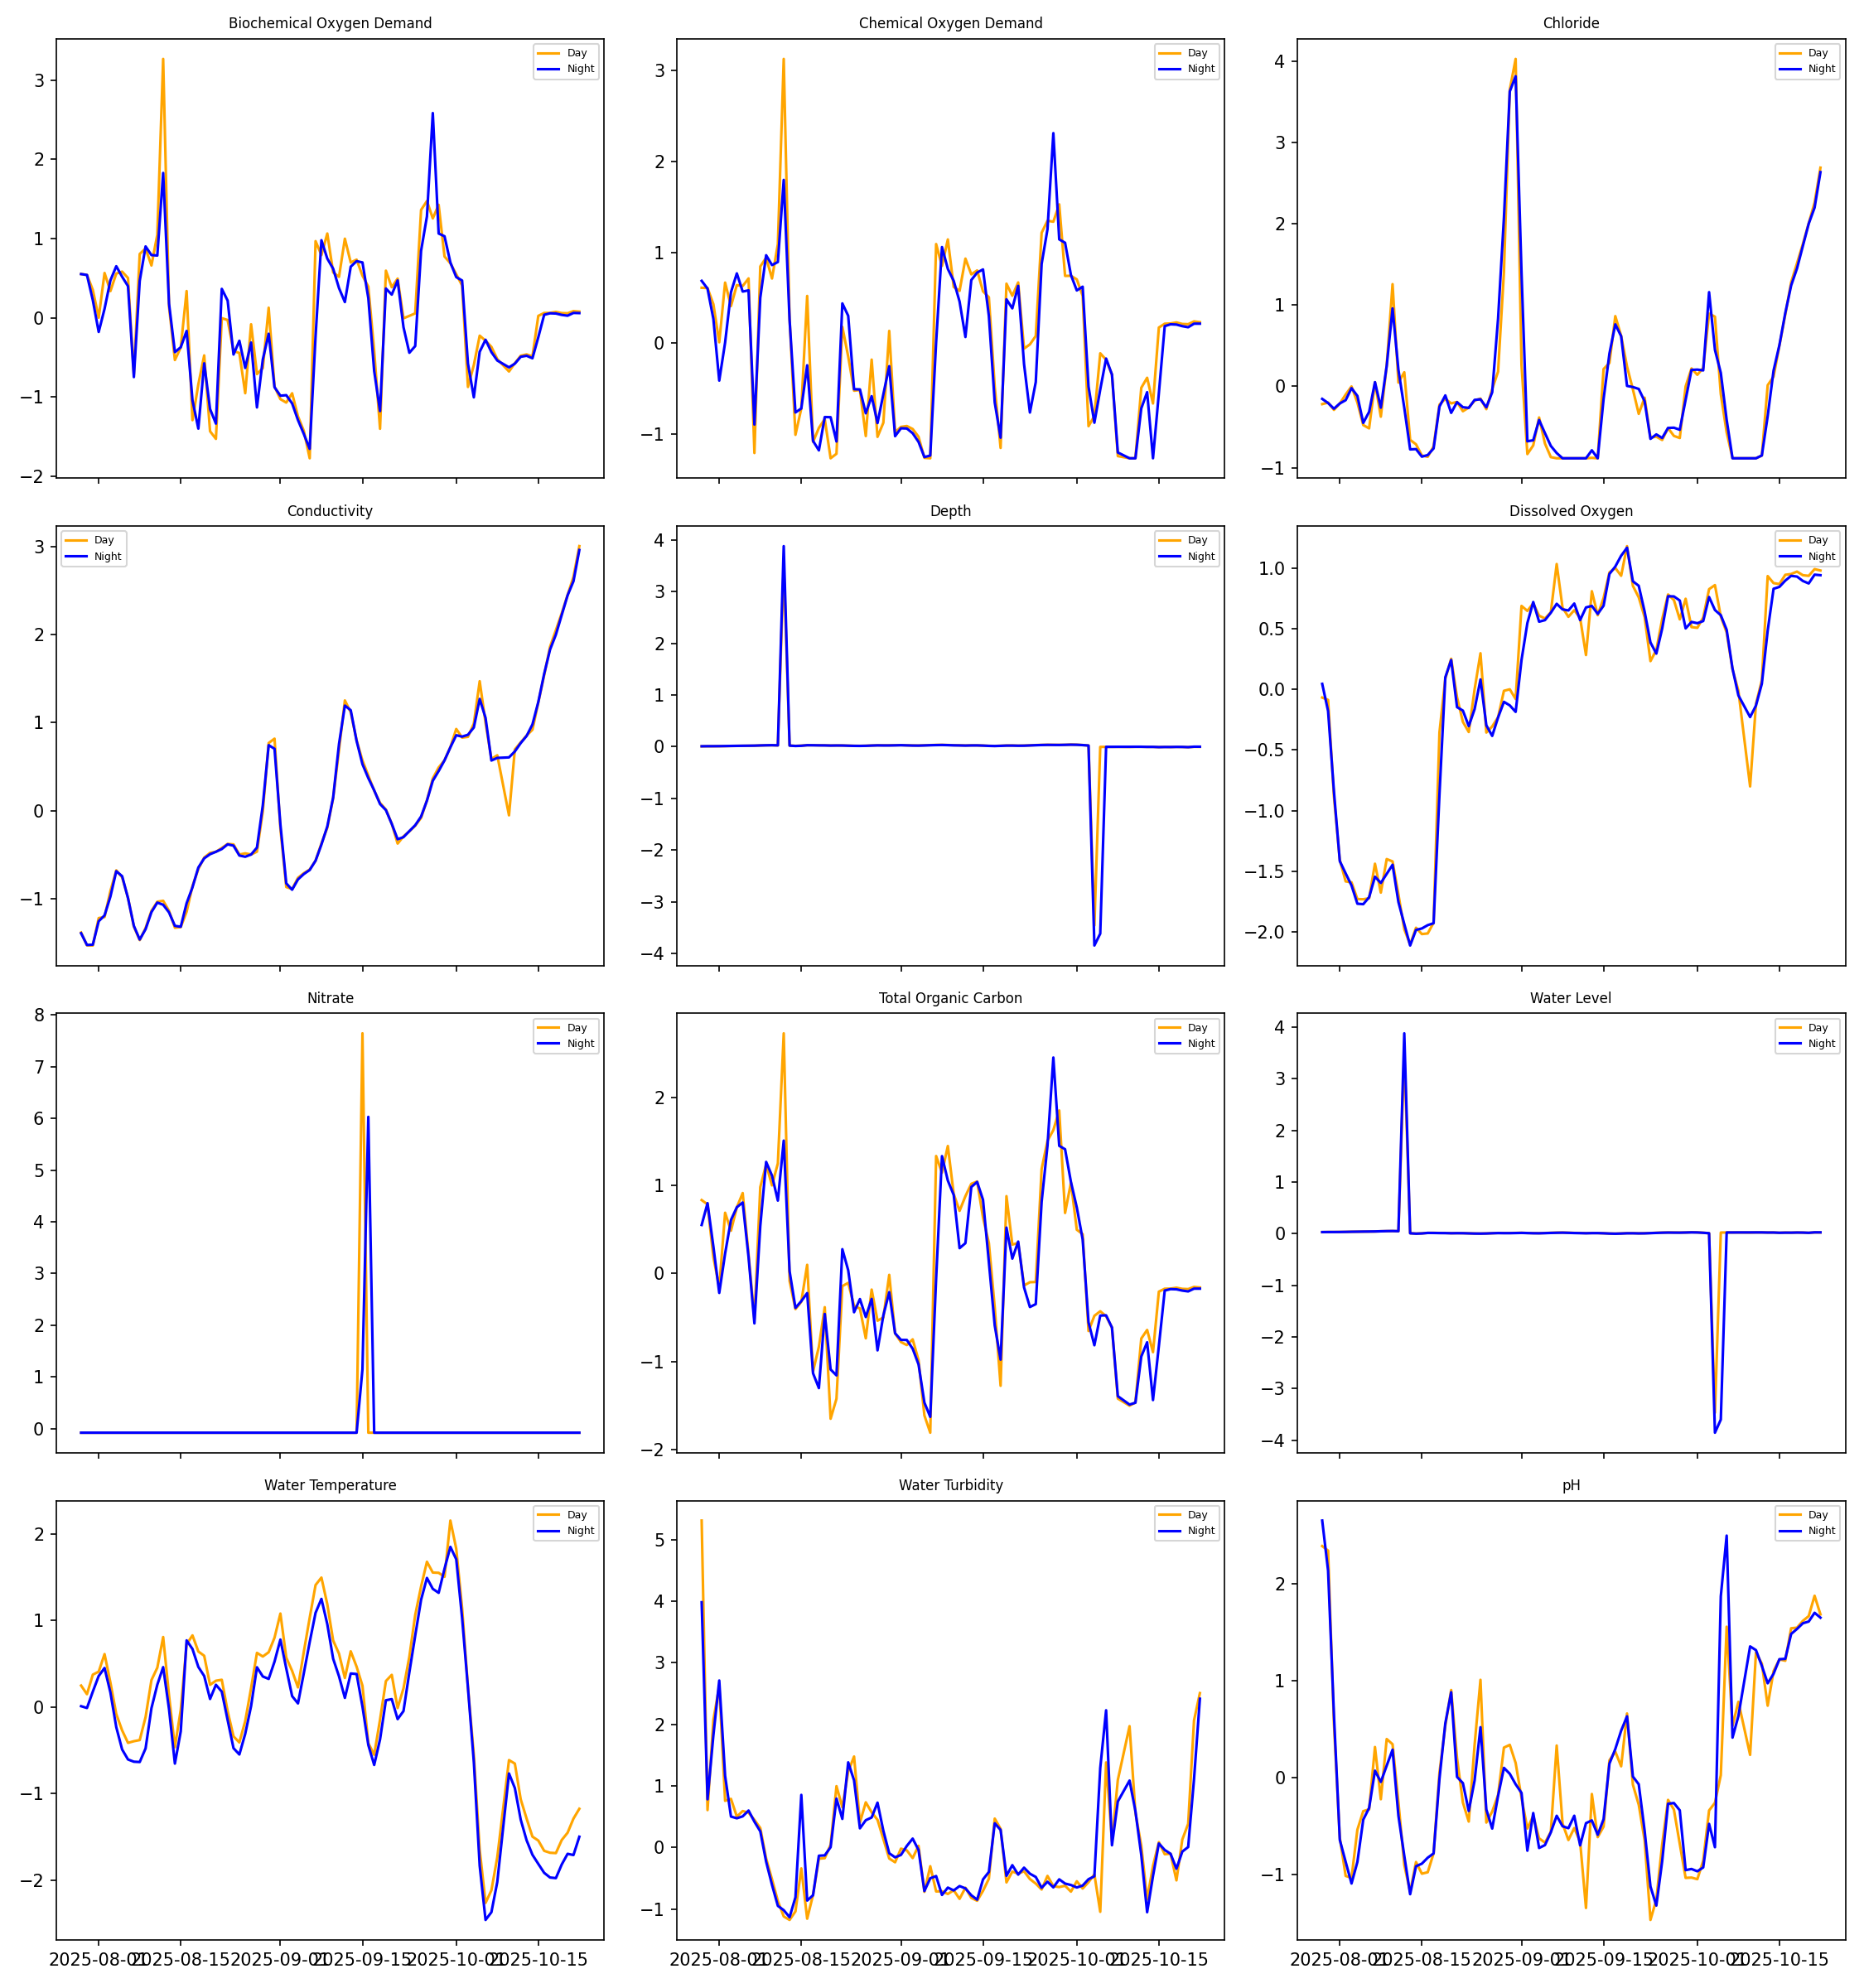 Biochemical Oxygen Demand
Day
Night
3
2
1
0
−1
−2
Chemical Oxygen Demand
Day
Night
3
2
1
0
−1
Chloride
Day
Night
4
3
2
1
0
−1
Conductivity
Day
Night
3
2
1
0
−1
Depth
Day
Night
4
3
2
1
0
−1
−2
−3
−4
Dissolved Oxygen
Day
Night
1.0
0.5
0.0
−0.5
−1.0
−1.5
−2.0
Nitrate
Day
Night
8
7
6
5
4
3
2
1
0
Total Organic Carbon
Day
Night
2
1
0
−1
−2
Water Level
Day
Night
4
3
2
1
0
−1
−2
−3
−4
Water Temperature
Day
Night
2
1
0
−1
−2
2025-08-01 2025-08-15 2025-09-01 2025-09-15 2025-10-01 2025-10-15
Water Turbidity
Day
Night
5
4
3
2
1
0
−1
2025-08-01 2025-08-15 2025-09-01 2025-09-15 2025-10-01 2025-10-15
pH
Day
Night
2
1
0
−1
2025-08-01 2025-08-15 2025-09-01 2025-09-15 2025-10-01 2025-10-15